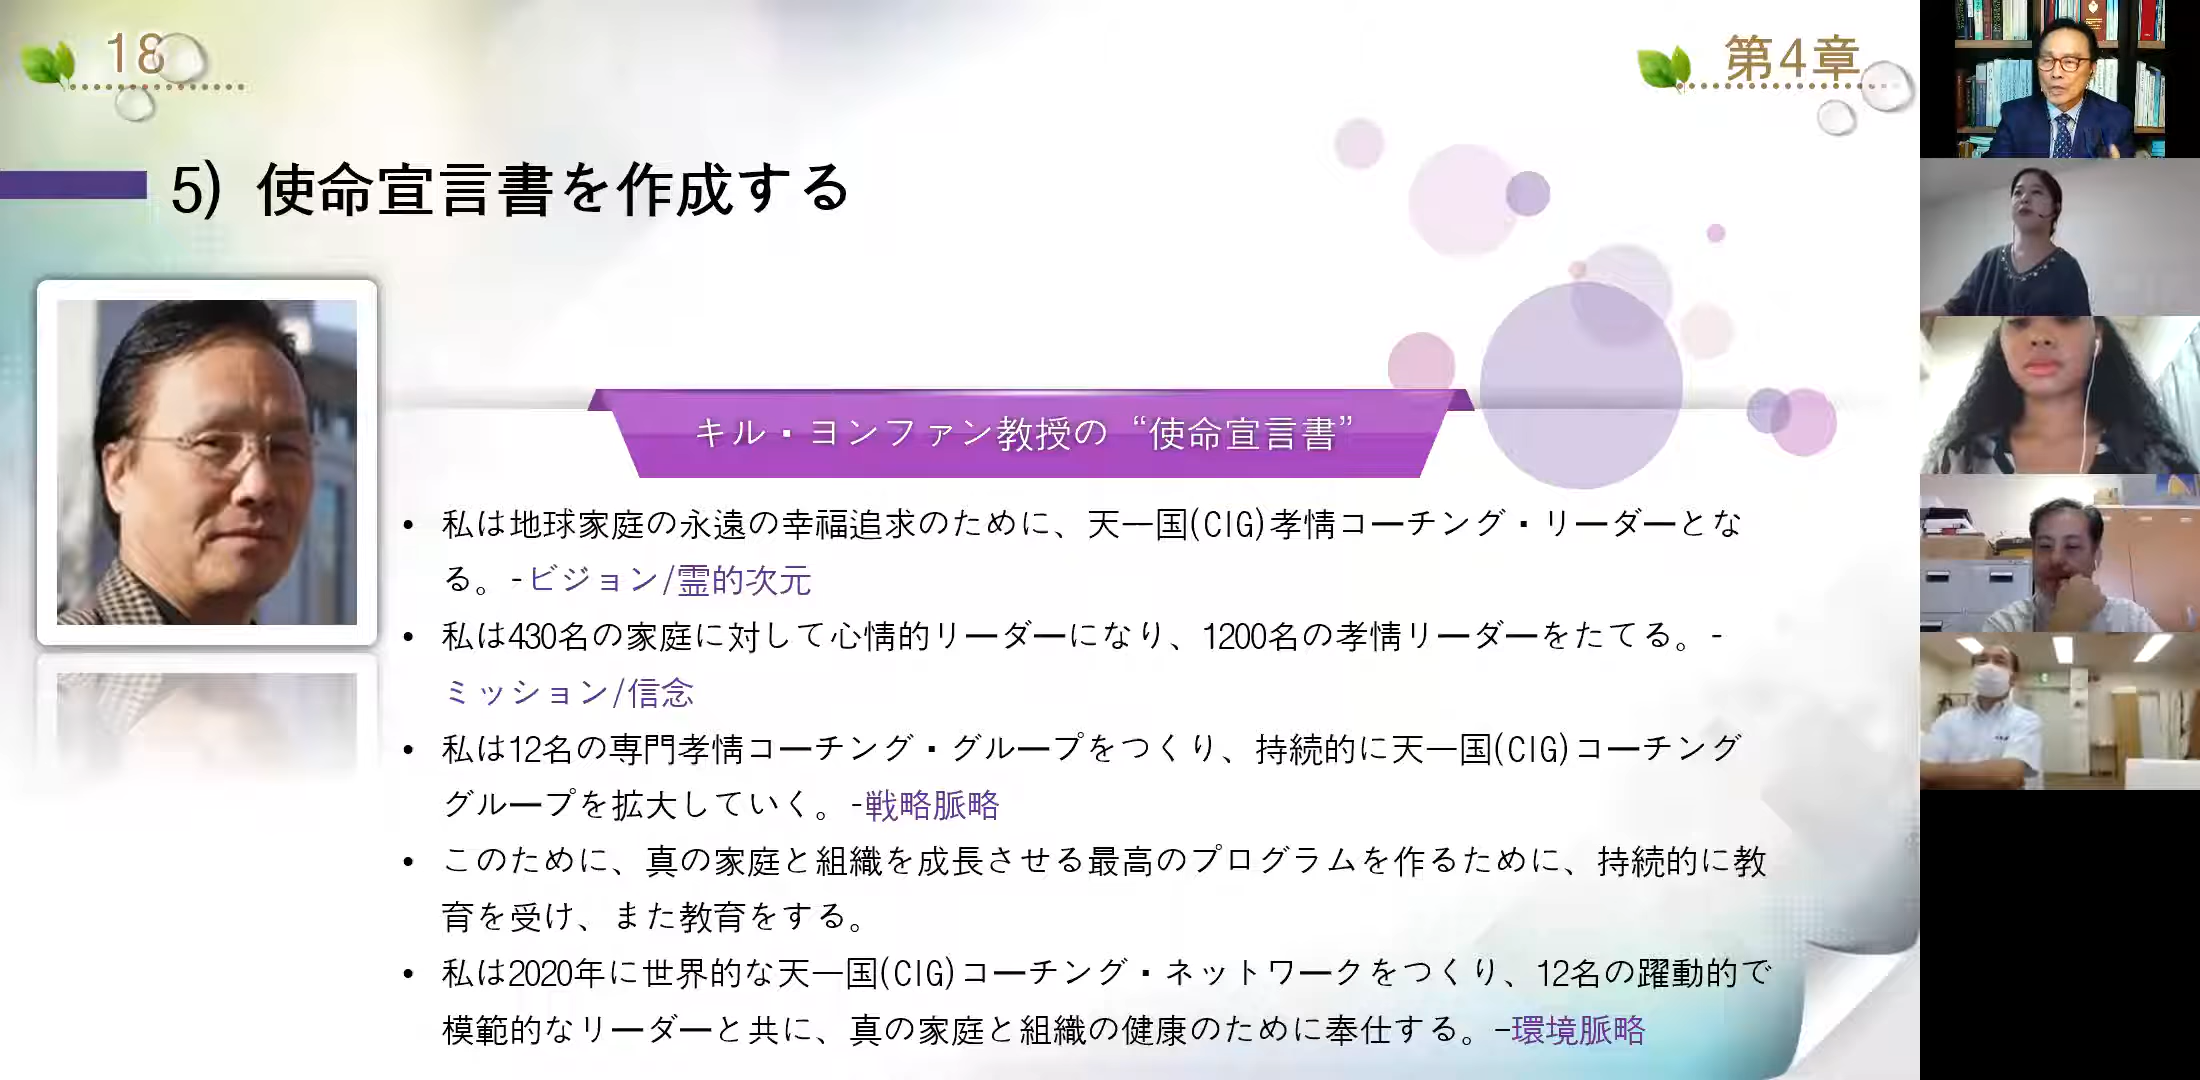 18
第4章
5) 使命宣言書を作成する
キル・ヨンファン教授の “使命宣言書”
• 私は地球家庭の永遠の幸福追求のために、天一国(CIG)孝情コーチング・リーダーとな
る。-ビジョン/霊的次元
• 私は430名の家庭に対して心情的リーダーになり、1200名の孝情リーダーをたてる。-
ミッション/信念
• 私は12名の専門孝情コーチング・グループをつくり、持続的に天一国(CIG)コーチング
グループを拡大していく。-戦略脈略
• このために、真の家庭と組織を成長させる最高のプログラムを作るために、持続的に教
育を受け、また教育をする。
• 私は2020年に世界的な天一国(CIG)コーチング・ネットワークをつくり、12名の躍動的で
模範的なリーダーと共に、真の家庭と組織の健康のために奉仕する。–環境脈略